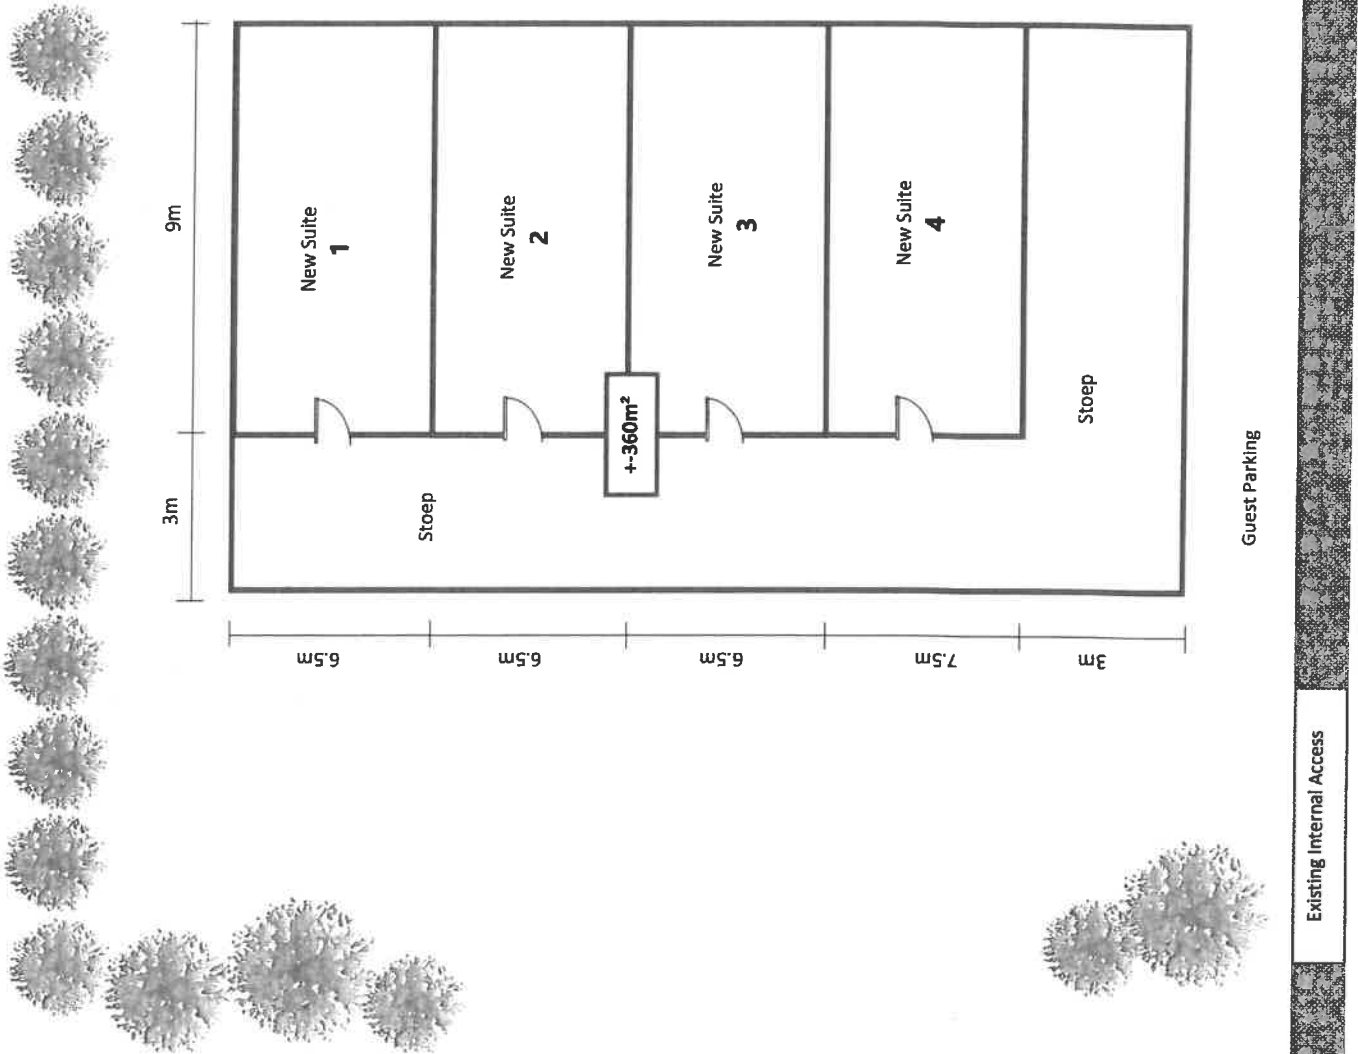 9m
3m
New Suite
1
New Suite
2
New Suite
3
New Suite
4
+-360m²
Stoep
Stoep
6.5m
6.5m
6.5m
7.5m
3m
Guest Parking
Existing Internal Access